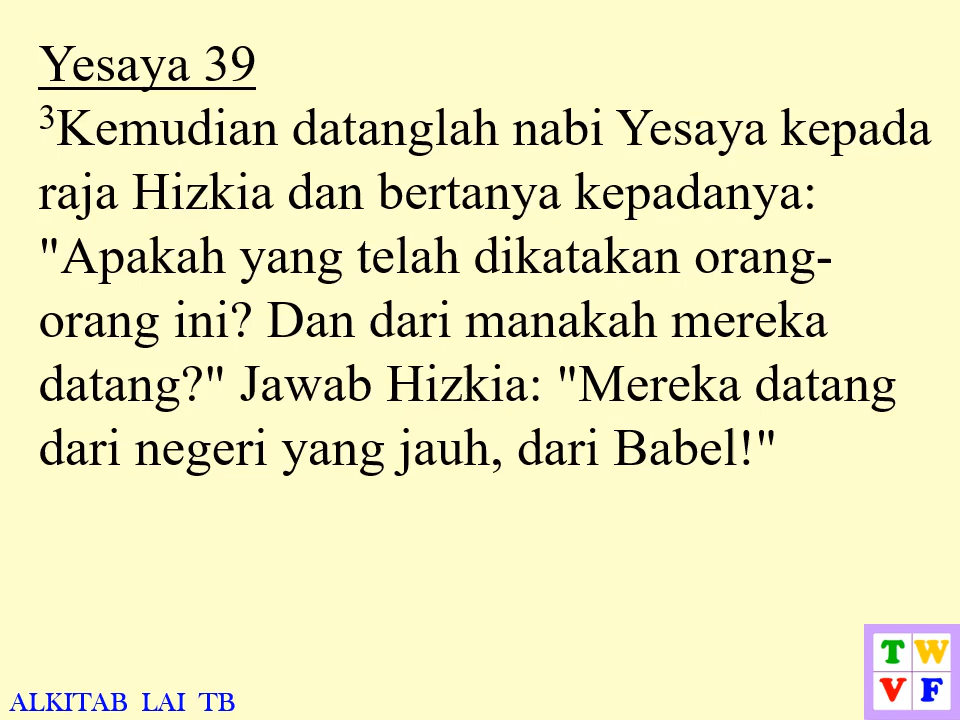 Yesaya 39
³Kemudian datanglah nabi Yesaya kepada
raja Hizkia dan bertanya kepadanya:
"Apakah yang telah dikatakan orang-
orang ini? Dan dari manakah mereka
datang?" Jawab Hizkia: "Mereka datang
dari negeri yang jauh, dari Babel!"
T W
V F
ALKITAB LAI TB